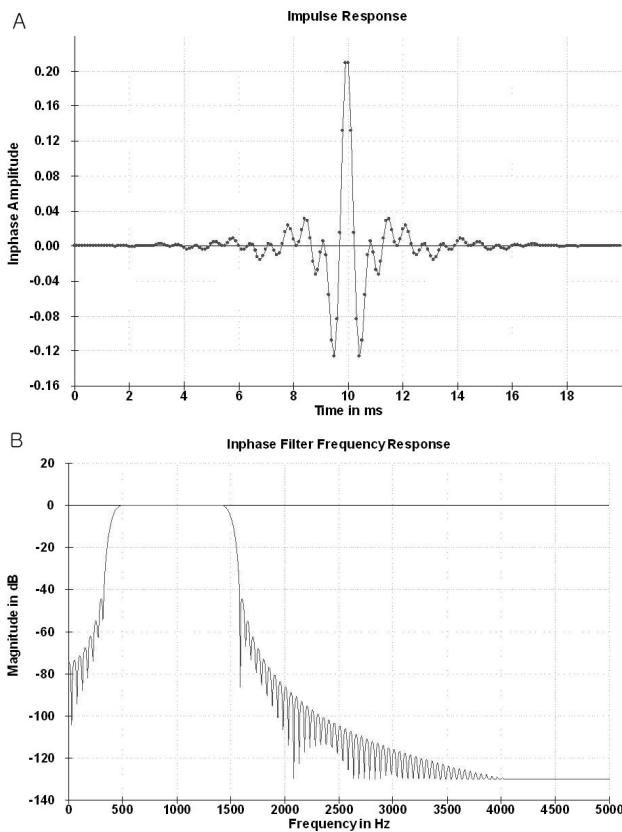 A
Impulse Response
Inphase Amplitude
0.20
0.16
0.12
0.08
0.04
0.00
-0.04
-0.08
-0.12
-0.16
0 2 4 6 8 10 12 14 16 18
Time in ms
B
Inphase Filter Frequency Response
Magnitude in dB
20
0
-20
-40
-60
-80
-100
-120
-140
0 500 1000 1500 2000 2500 3000 3500 4000 4500 5000
Frequency in Hz